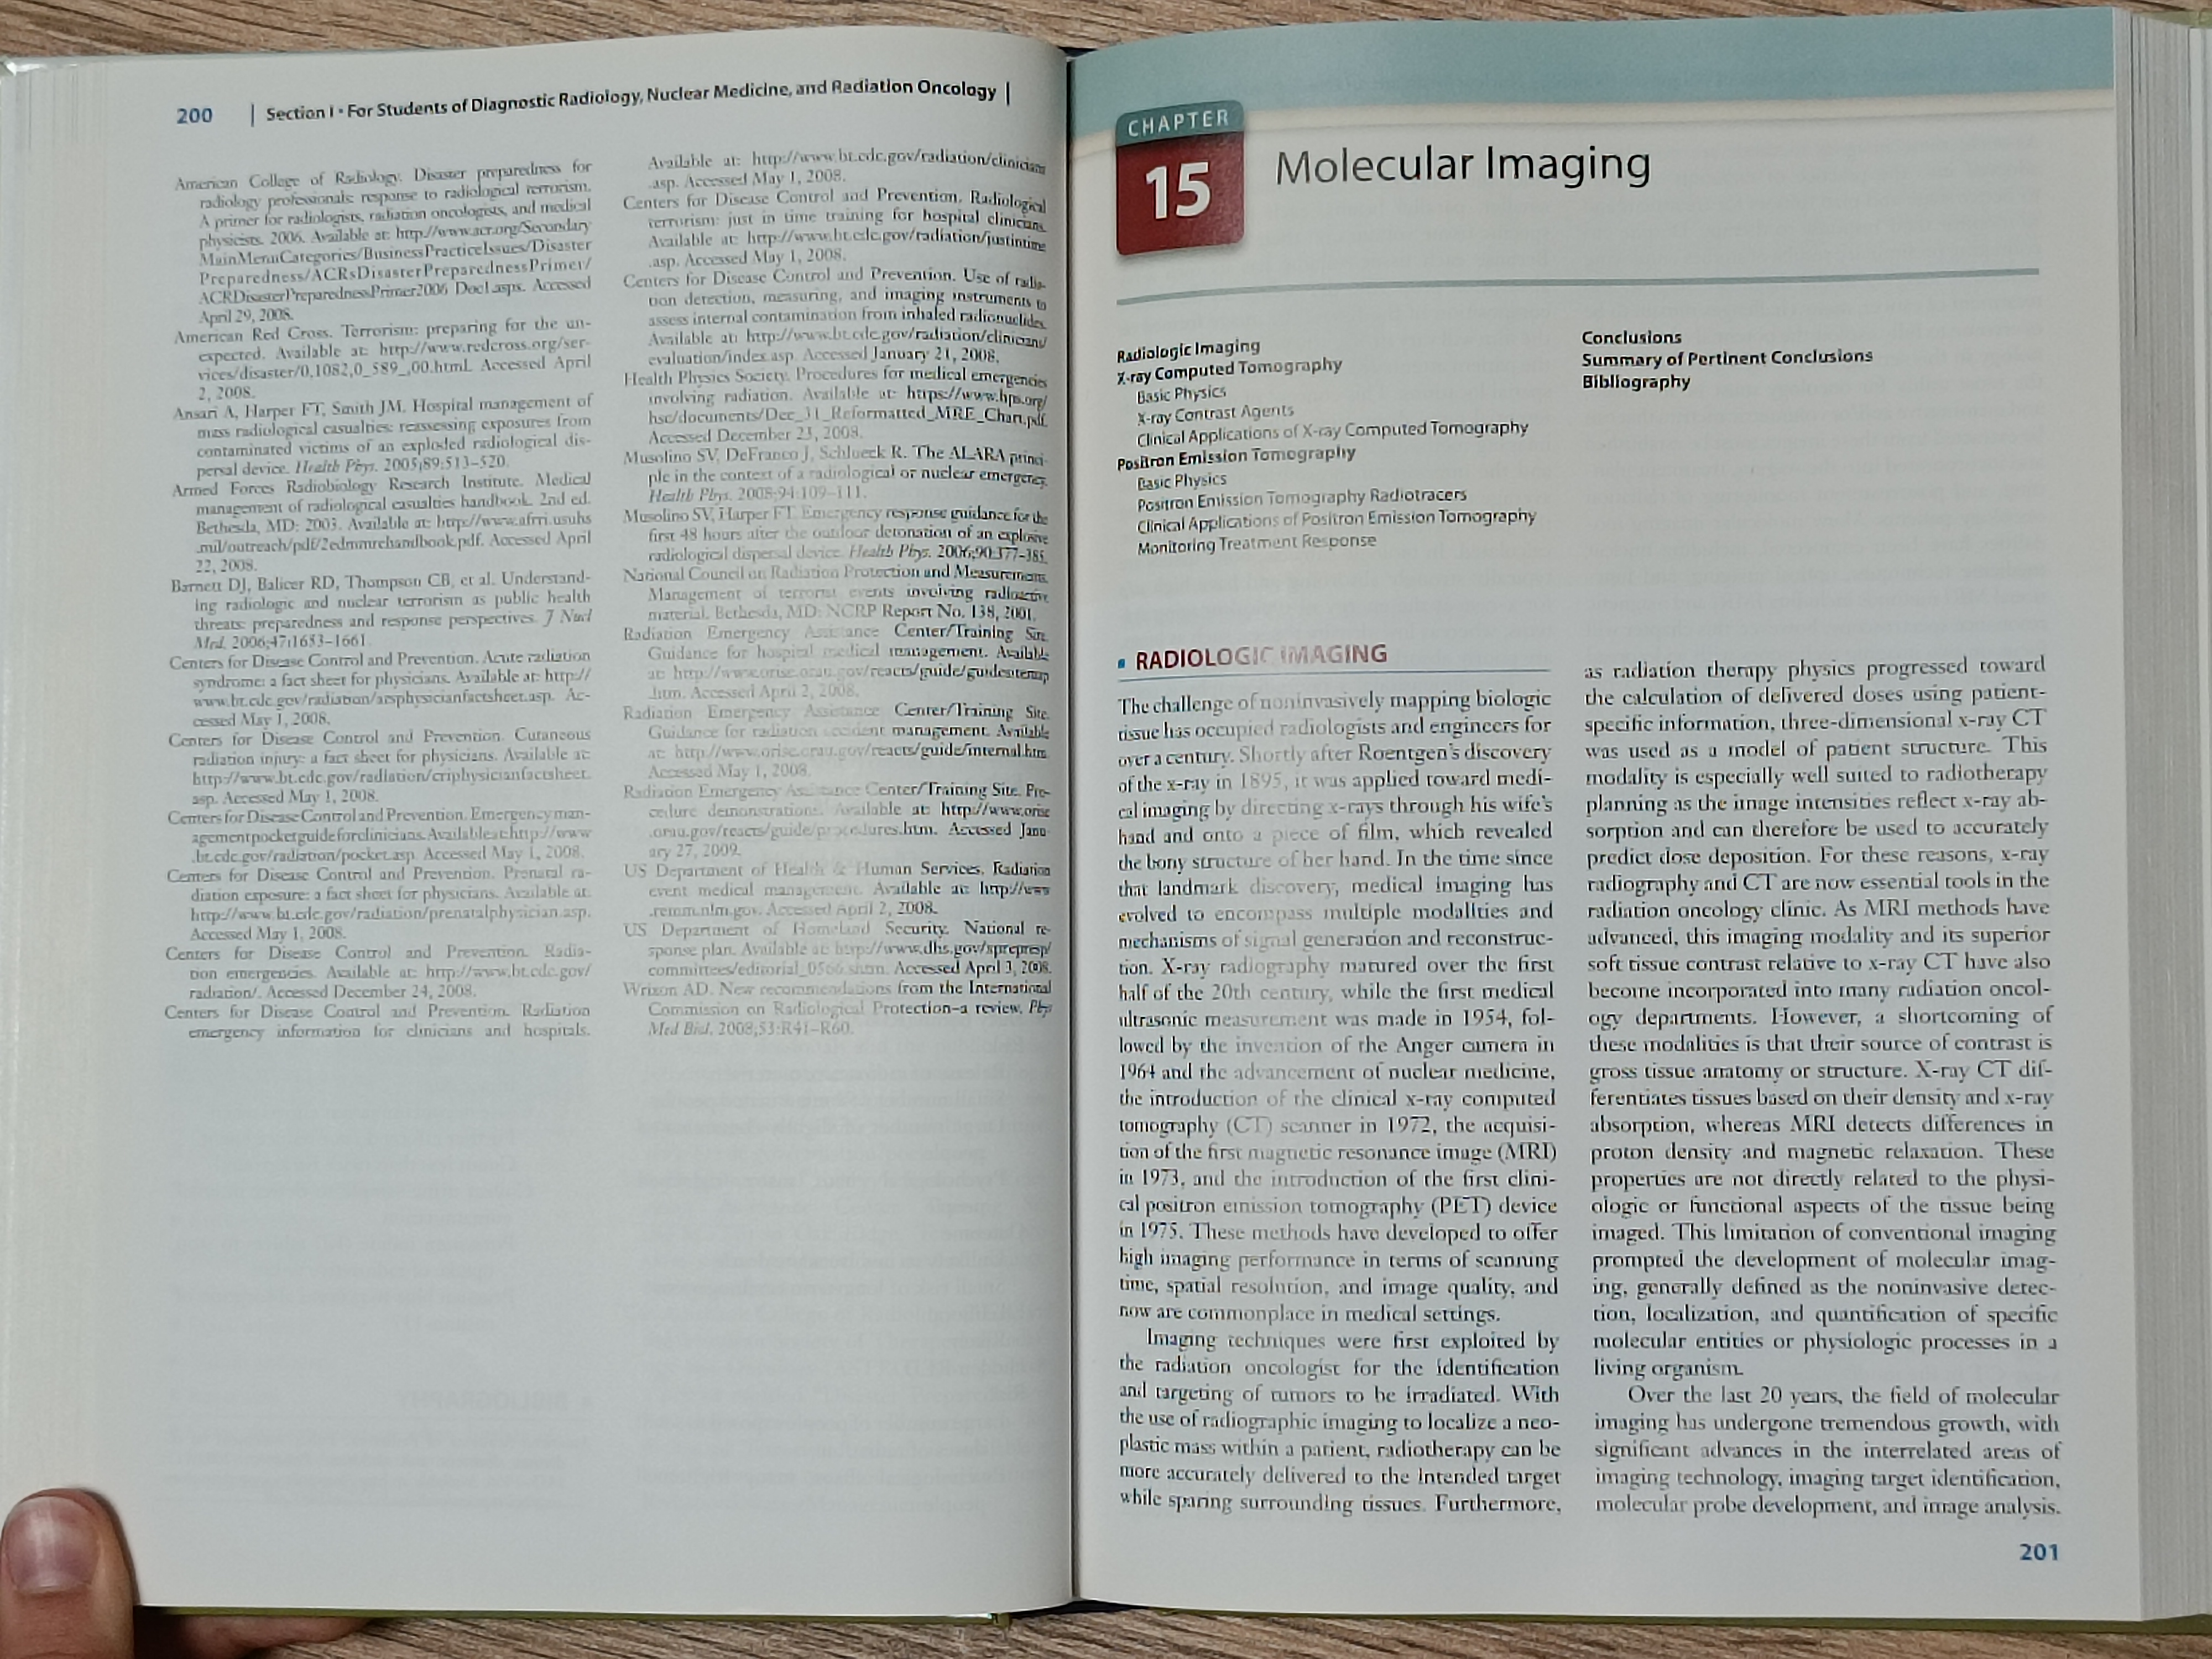 200 | Section I • For Students of Diagnostic Radiology, Nuclear Medicine, and Radiation Oncology |
American College of Radiology. Disaster preparedness for
radiology professionals: response to radiological terrorism.
A primer for radiologists, radiation oncologists, and medical
physicists. 2006. Available at: http://www.acr.org/Secondary
MainMenuCategories/BusinessPracticeIssues/Disaster
Preparedness/ACRsDisasterPreparednessPrimer/
ACRDisasterPreparednessPrimer2006 Doc1.aspx. Accessed
April 29, 2008.
American Red Cross. Terrorism: preparing for the un-
expected. Available at: http://www.redcross.org/ser-
vices/disaster/0,1082,0_589_,00.html. Accessed April
2, 2008.
Ansari A, Harper FT, Smith JM. Hospital management of
mass radiological casualties: reassessing exposures from
contaminated victims of an exploded radiological dis-
persal device. Health Phys. 2005;89:513–520.
Armed Forces Radiobiology Research Institute. Medical
management of radiological casualties handbook. 2nd ed.
Bethesda, MD: 2003. Available at: http://www.afrri.usuhs
.mil/outreach/pdf/2edmmrchandbook.pdf. Accessed April
22, 2008.
Barnett DJ, Balicer RD, Thompson CB, et al. Understand-
ing radiologic and nuclear terrorism as public health
threats: preparedness and response perspectives. J Nucl
Med. 2006;47:1653–1661.
Centers for Disease Control and Prevention. Acute radiation
syndrome: a fact sheet for physicians. Available at: http://
www.bt.cdc.gov/radiation/arsphysicianfactsheet.asp. Ac-
cessed May 1, 2008.
Centers for Disease Control and Prevention. Cutaneous
radiation injury: a fact sheet for physicians. Available at:
http://www.bt.cdc.gov/radiation/criphysicianfactsheet.
asp. Accessed May 1, 2008.
Centers for Disease Control and Prevention. Emergency man-
agement pocket guide for clinicians. Available at: http://www
.bt.cdc.gov/radiation/pocket.asp. Accessed May 1, 2008.
Centers for Disease Control and Prevention. Prenatal ra-
diation exposure: a fact sheet for physicians. Available at:
http://www.bt.cdc.gov/radiation/prenatalphysician.asp.
Accessed May 1, 2008.
Centers for Disease Control and Prevention. Radia-
tion emergencies. Available at: http://www.bt.cdc.gov/
radiation/. Accessed December 24, 2008.
Centers for Disease Control and Prevention. Radiation
emergency information for clinicians and hospitals.
Available at: http://www.bt.cdc.gov/radiation/clinicians
.asp. Accessed May 1, 2008.
Centers for Disease Control and Prevention. Radiological
terrorism: just in time training for hospital clinicians.
Available at: http://www.bt.cdc.gov/radiation/justintime
.asp. Accessed May 1, 2008.
Centers for Disease Control and Prevention. Use of radia-
tion detection, measuring, and imaging instruments to
assess internal contamination from inhaled radionuclides.
Available at: http://www.bt.cdc.gov/radiation/clinicians/
evaluation/index.asp. Accessed January 21, 2008.
Health Physics Society. Procedures for medical emergencies
involving radiation. Available at: https://www.hps.org/
hsc/documents/Dec_31_Reformatted_MRE_Chart.pdf.
Accessed December 23, 2008.
Musolino SV, DeFranco J, Schlueck R. The ALARA princi-
ple in the context of a radiological or nuclear emergency.
Health Phys. 2008;94:109–111.
Musolino SV, Harper FT. Emergency response guidance for the
first 48 hours after the outdoor detonation of an explosive
radiological dispersal device. Health Phys. 2006;90:377–385.
National Council on Radiation Protection and Measurements.
Management of terrorist events involving radioactive
material. Bethesda, MD: NCRP Report No. 138, 2001.
Radiation Emergency Assistance Center/Training Site.
Guidance for hospital medical management. Available
at: http://www.orise.orau.gov/reacts/guide/guidesitemap
.htm. Accessed April 2, 2008.
Radiation Emergency Assistance Center/Training Site.
Guidance for radiation accident management. Available
at: http://www.orise.orau.gov/reacts/guide/internal.htm.
Accessed May 1, 2008.
Radiation Emergency Assistance Center/Training Site. Pro-
cedure demonstrations. Available at: http://www.orise
.orau.gov/reacts/guide/procedures.htm. Accessed Janu-
ary 27, 2009.
US Department of Health & Human Services. Radiation
event medical management. Available at: http://www
.remm.nlm.gov. Accessed April 2, 2008.
US Department of Homeland Security. National re-
sponse plan. Available at: http://www.dhs.gov/xprepresp/
committees/editorial_0566.shtm. Accessed April 3, 2008.
Wrixon AD. New recommendations from the International
Commission on Radiological Protection–a review. Phys
Med Biol. 2008;53:R41–R60.
CHAPTER
15
Molecular Imaging
Radiologic Imaging
X-ray Computed Tomography
Basic Physics
X-ray Contrast Agents
Clinical Applications of X-ray Computed Tomography
Positron Emission Tomography
Basic Physics
Positron Emission Tomography Radiotracers
Clinical Applications of Positron Emission Tomography
Monitoring Treatment Response
Conclusions
Summary of Pertinent Conclusions
Bibliography
▪ RADIOLOGIC IMAGING
The challenge of noninvasively mapping biologic
tissue has occupied radiologists and engineers for
over a century. Shortly after Roentgen's discovery
of the x-ray in 1895, it was applied toward medi-
cal imaging by directing x-rays through his wife's
hand and onto a piece of film, which revealed
the bony structure of her hand. In the time since
that landmark discovery, medical imaging has
evolved to encompass multiple modalities and
mechanisms of signal generation and reconstruc-
tion. X-ray radiography matured over the first
half of the 20th century, while the first medical
ultrasonic measurement was made in 1954, fol-
lowed by the invention of the Anger camera in
1964 and the advancement of nuclear medicine,
the introduction of the clinical x-ray computed
tomography (CT) scanner in 1972, the acquisi-
tion of the first magnetic resonance image (MRI)
in 1973, and the introduction of the first clini-
cal positron emission tomography (PET) device
in 1975. These methods have developed to offer
high imaging performance in terms of scanning
time, spatial resolution, and image quality, and
now are commonplace in medical settings.
Imaging techniques were first exploited by
the radiation oncologist for the identification
and targeting of tumors to be irradiated. With
the use of radiographic imaging to localize a neo-
plastic mass within a patient, radiotherapy can be
more accurately delivered to the intended target
while sparing surrounding tissues. Furthermore,
as radiation therapy physics progressed toward
the calculation of delivered doses using patient-
specific information, three-dimensional x-ray CT
was used as a model of patient structure. This
modality is especially well suited to radiotherapy
planning as the image intensities reflect x-ray ab-
sorption and can therefore be used to accurately
predict dose deposition. For these reasons, x-ray
radiography and CT are now essential tools in the
radiation oncology clinic. As MRI methods have
advanced, this imaging modality and its superior
soft tissue contrast relative to x-ray CT have also
become incorporated into many radiation oncol-
ogy departments. However, a shortcoming of
these modalities is that their source of contrast is
gross tissue anatomy or structure. X-ray CT dif-
ferentiates tissues based on their density and x-ray
absorption, whereas MRI detects differences in
proton density and magnetic relaxation. These
properties are not directly related to the physi-
ologic or functional aspects of the tissue being
imaged. This limitation of conventional imaging
prompted the development of molecular imag-
ing, generally defined as the noninvasive detec-
tion, localization, and quantification of specific
molecular entities or physiologic processes in a
living organism.
Over the last 20 years, the field of molecular
imaging has undergone tremendous growth, with
significant advances in the interrelated areas of
imaging technology, imaging target identification,
molecular probe development, and image analysis.
201